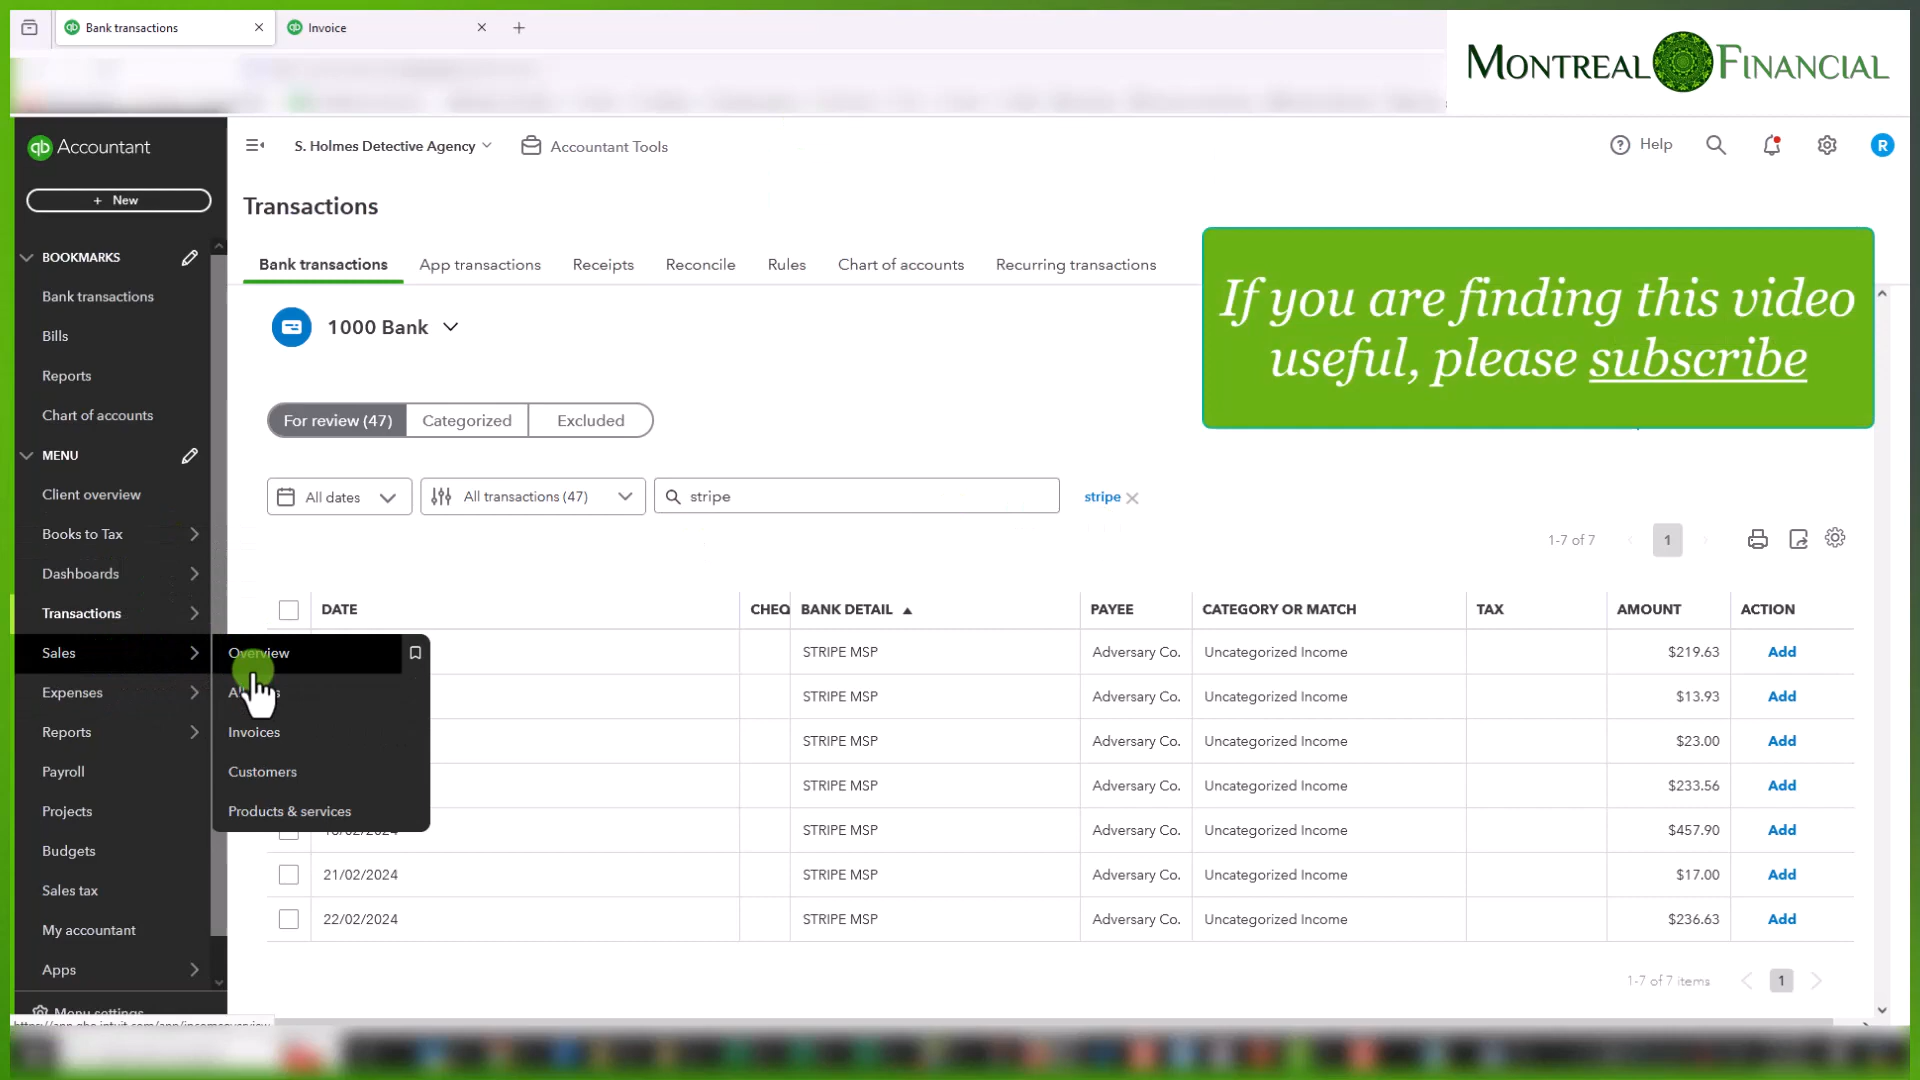 Bank transactions
Invoice
MONTREAL FINANCIAL
qb Accountant
S. Holmes Detective Agency
Accountant Tools
Help
R
+ New
Transactions
BOOKMARKS
Bank transactions
Bills
Reports
Chart of accounts
MENU
Client overview
Books to Tax
Dashboards
Transactions
Sales
Expenses
Reports
Payroll
Projects
Budgets
Sales tax
My accountant
Apps
Menu settings
Overview
Invoices
Customers
Products & services
Bank transactions App transactions Receipts Reconcile Rules Chart of accounts Recurring transactions
If you are finding this video
useful, please subscribe
1000 Bank
For review (47) Categorized Excluded
All dates All transactions (47) stripe stripe
1-7 of 7 1
DATE CHEQ BANK DETAIL PAYEE CATEGORY OR MATCH TAX AMOUNT ACTION
STRIPE MSP Adversary Co. Uncategorized Income $219.63 Add
STRIPE MSP Adversary Co. Uncategorized Income $13.93 Add
STRIPE MSP Adversary Co. Uncategorized Income $23.00 Add
STRIPE MSP Adversary Co. Uncategorized Income $233.56 Add
STRIPE MSP Adversary Co. Uncategorized Income $457.90 Add
21/02/2024 STRIPE MSP Adversary Co. Uncategorized Income $17.00 Add
22/02/2024 STRIPE MSP Adversary Co. Uncategorized Income $236.63 Add
1-7 of 7 items 1